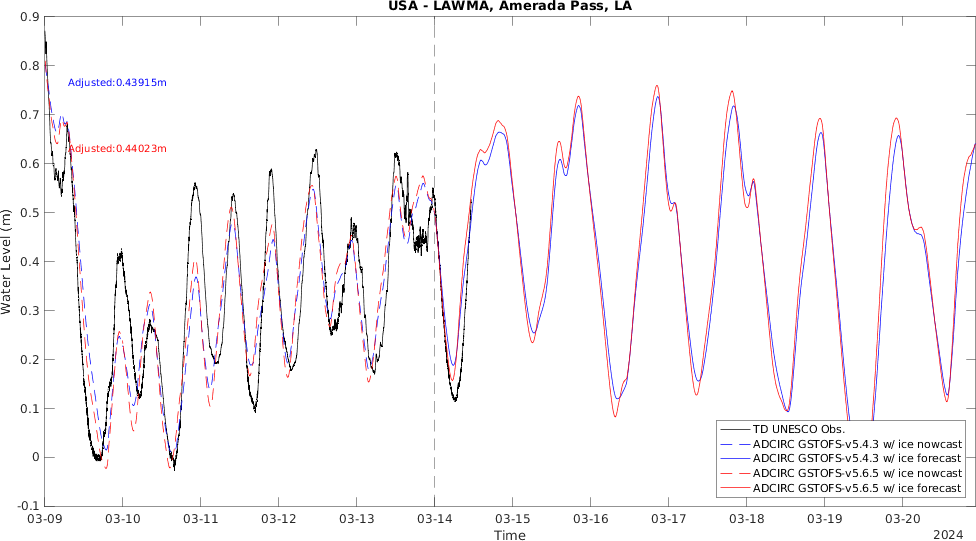 USA - LAWMA, Amerada Pass, LA
0.9
0.8
0.7
0.6
0.5
0.4
0.3
0.2
0.1
0
-0.1
Water Level (m)
Adjusted:0.43915m
Adjusted:0.44023m
TD UNESCO Obs.
ADCIRC GSTOFS-v5.4.3 w/ ice nowcast
ADCIRC GSTOFS-v5.4.3 w/ ice forecast
ADCIRC GSTOFS-v5.6.5 w/ ice nowcast
ADCIRC GSTOFS-v5.6.5 w/ ice forecast
03-09 03-10 03-11 03-12 03-13 03-14 03-15 03-16 03-17 03-18 03-19 03-20
Time
2024